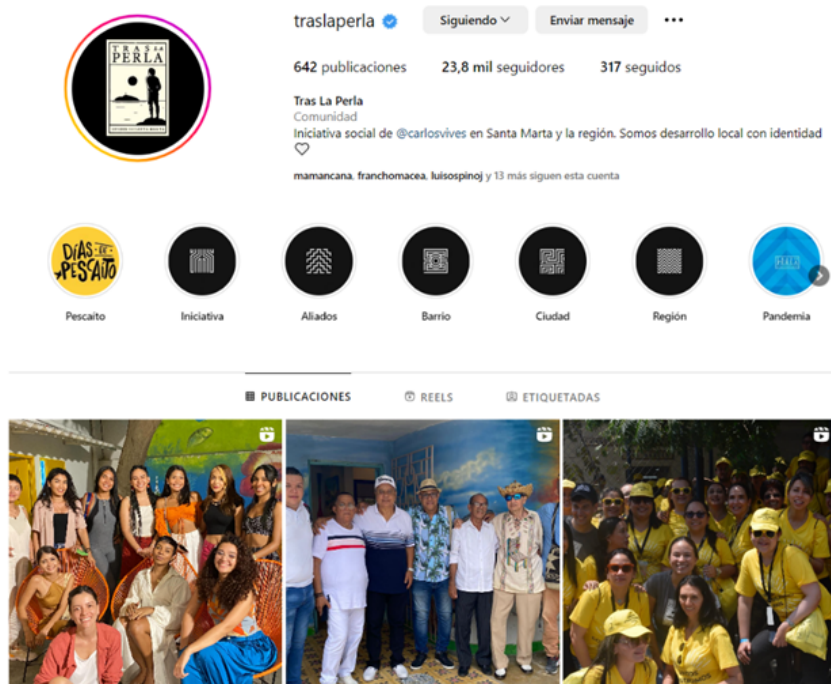 traslaperla
Siguiendo
Enviar mensaje
642 publicaciones
23,8 mil seguidores
317 seguidos
Tras La Perla
Comunidad
Iniciativa social de @carlosvives en Santa Marta y la región. Somos desarrollo local con identidad
mamancana, franchomacea, luisospinoj y 13 más siguen esta cuenta
TRAS LA
PERLA
DÍAS DE
PESCAÍTO
Pescaito
Iniciativa
Aliados
Barrio
Ciudad
Región
Pandemia
PUBLICACIONES
REELS
ETIQUETADAS